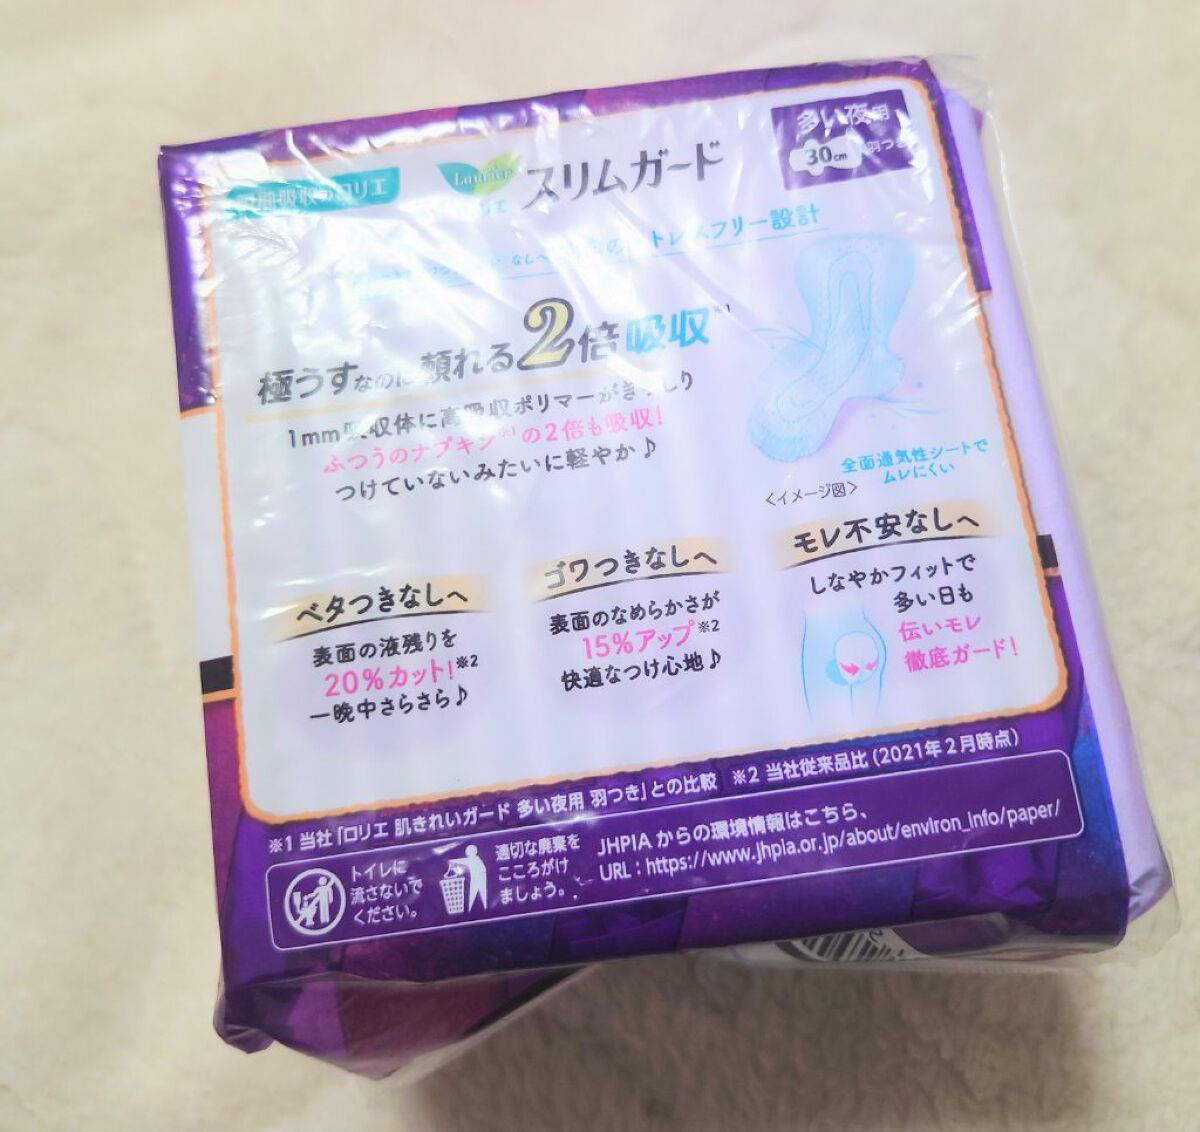 瞬間吸収のロリエ
Laurier
スリムガード
多い夜用
30cm
羽つき
フリー設計
極うすなのに頼れる2倍吸収※1
1mm吸収体に高吸収ポリマーが
ふつうのナプキン※1の2倍も吸収!
つけていないみたいに軽やか♪
全面通気性シートで
ムレにくい
〈イメージ図〉
ベタつきなしへ
表面の液残りを
20%カット!※2
一晩中さらさら♪
ゴワつきなしへ
表面のなめらかさが
15%アップ※2
快適なつけ心地♪
モレ不安なしへ
しなやかフィットで
多い日も
伝いモレ
徹底ガード!
※1 当社「ロリエ 肌きれいガード 多い夜用 羽つき」との比較 ※2 当社従来品比(2021年2月時点)
トイレに
流さないで
ください。
適切な廃棄を
こころがけ
ましょう。
JHPIAからの環境情報はこちら、
URL:https://www.jhpia.or.jp/about/environ_info/paper/